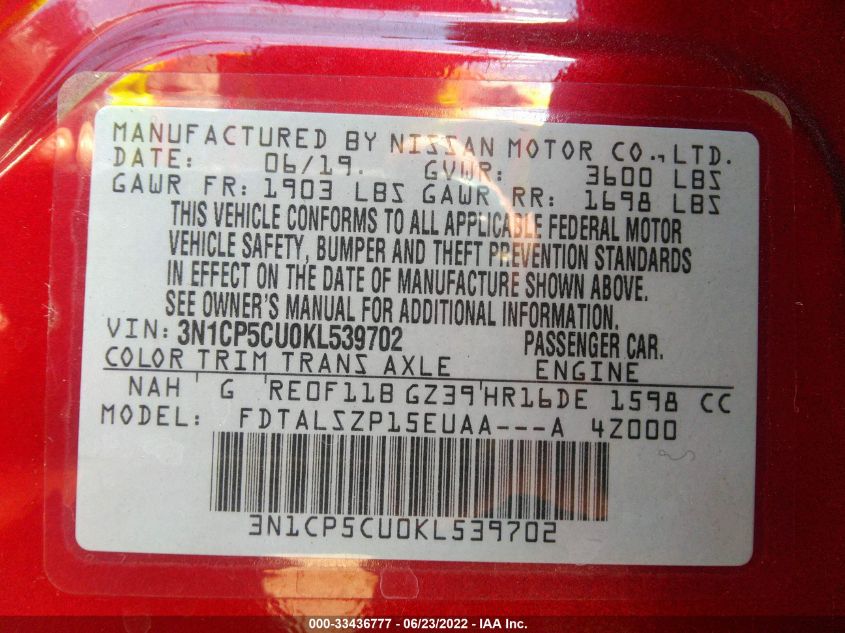 MANUFACTURED BY NISSAN MOTOR CO.,LTD.
DATE: 06/19. GVWR: 3600 LBS
GAWR FR: 1903 LBS GAWR RR: 1698 LBS
THIS VEHICLE CONFORMS TO ALL APPLICABLE FEDERAL MOTOR
VEHICLE SAFETY, BUMPER AND THEFT PREVENTION STANDARDS
IN EFFECT ON THE DATE OF MANUFACTURE SHOWN ABOVE.
SEE OWNER'S MANUAL FOR ADDITIONAL INFORMATION.
VIN: 3N1CP5CU0KL539702 PASSENGER CAR.
COLOR TRIM TRANS AXLE ENGINE
NAH G RE0F11B GZ39 HR16DE 1598 CC
MODEL: FDTALSZP15EUAA---A 4Z000
3N1CP5CU0KL539702
000-33436777 - 06/23/2022 - IAA Inc.